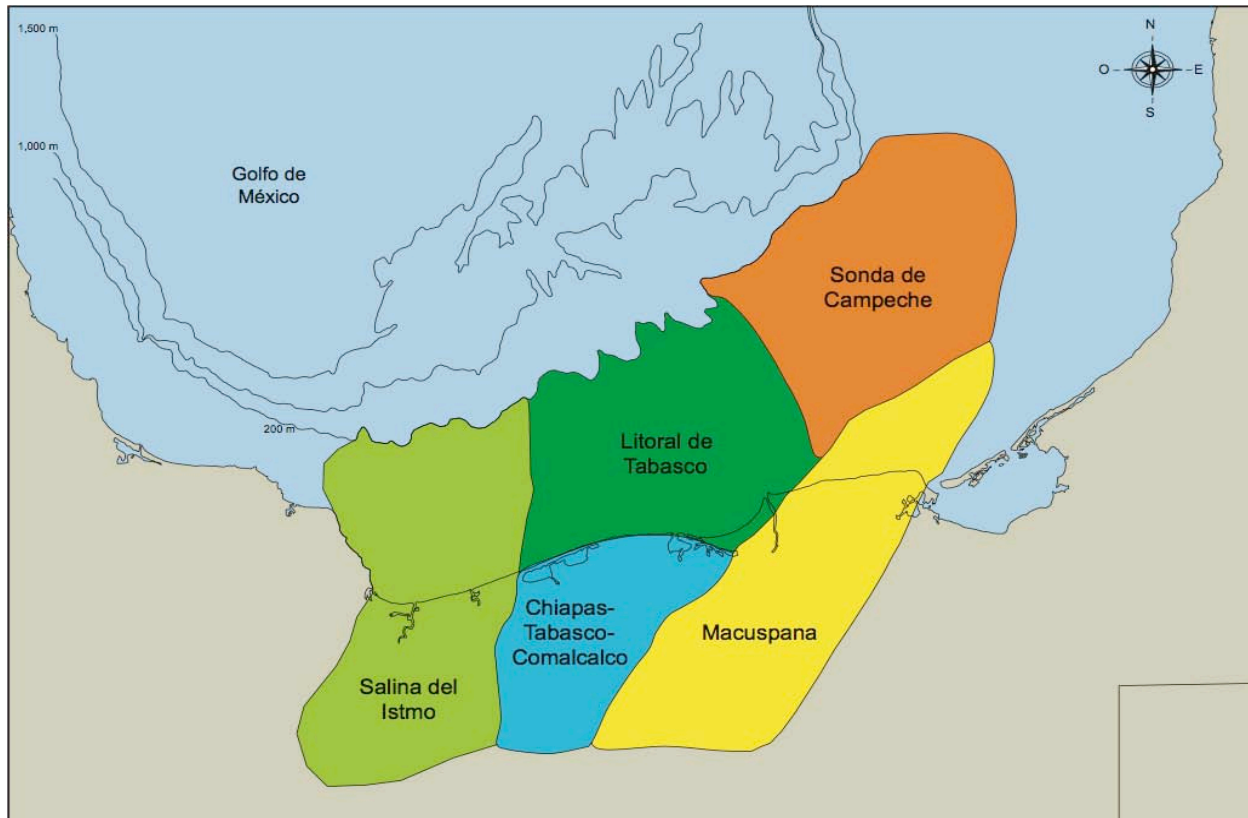 1,500 m
N
O
E
S
1,000 m
Golfo de
México
Sonda de
Campeche
200 m
Litoral de
Tabasco
Chiapas-
Tabasco-
Comalcalco
Macuspana
Salina del
Istmo